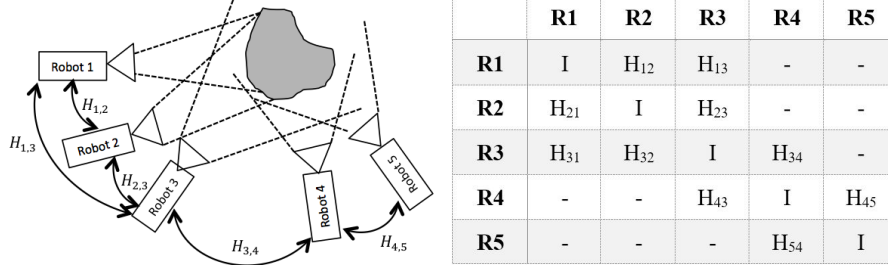 Robot 1
H1,2
H1,3
Robot 2
H2,3
Robot 3
H3,4
Robot 4
H4,5
Robot 5
R1 R2 R3 R4 R5
R1 I H12 H13 - -
R2 H21 I H23 - -
R3 H31 H32 I H34 -
R4 - - H43 I H45
R5 - - - H54 I